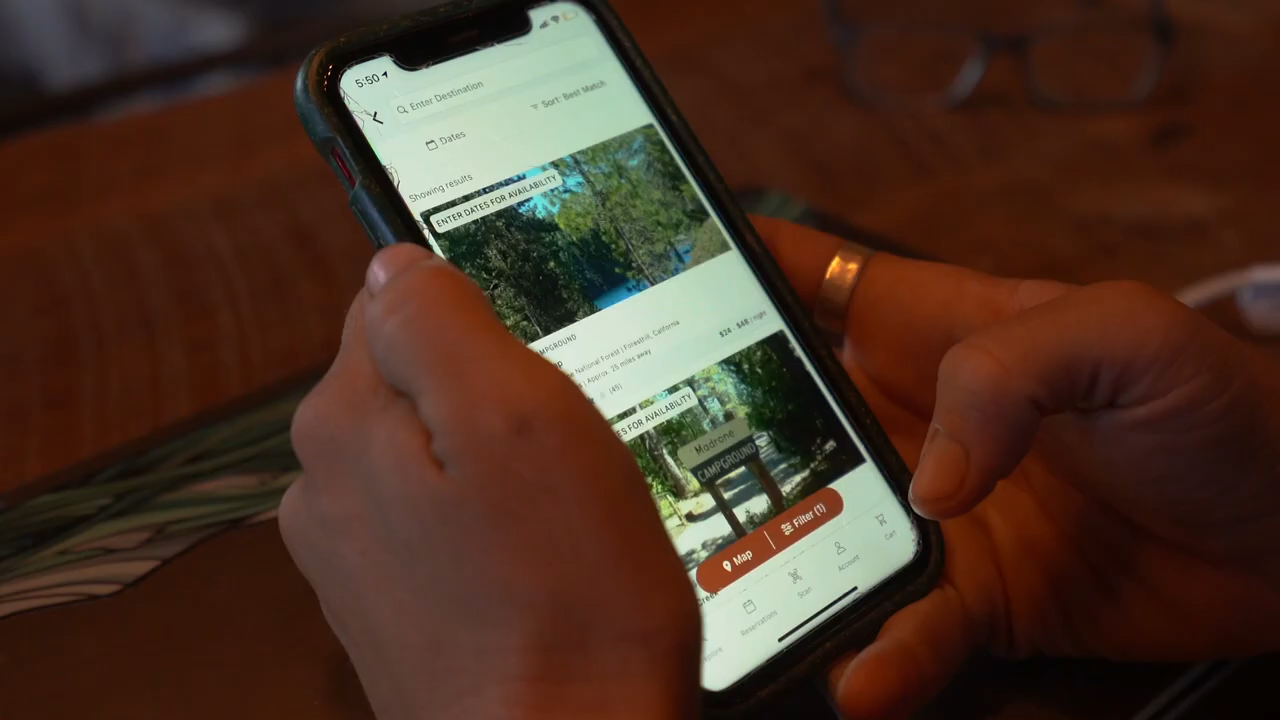 5:50
Enter Destination
Dates
Sort: Best Match
Showing results
ENTER DATES FOR AVAILABILITY
CAMPGROUND
National Forest | Foresthill, California
| Approx. 25 miles away
(45)
$24 - $48 / night
ES FOR AVAILABILITY
Madrone
CAMPGROUND
Map
Filter (1)
Creek
Reservations
Scan
Account
Cart